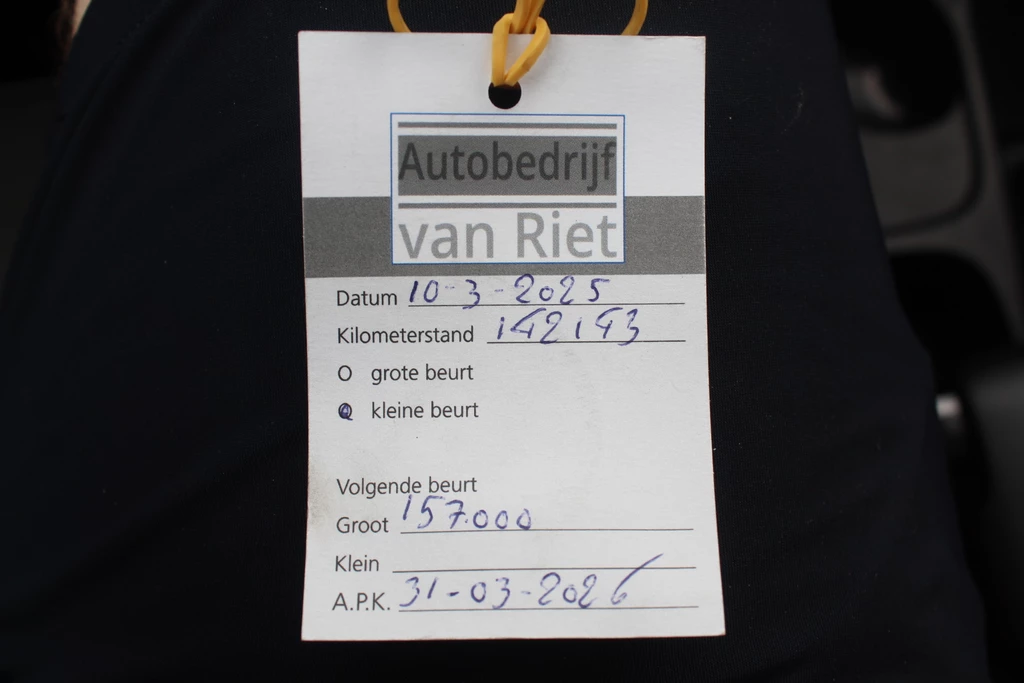 Autobedrijf
van Riet
Datum 10-3-2025
Kilometerstand 142143
O grote beurt
O kleine beurt
Volgende beurt
Groot 157.000
Klein
A.P.K. 31-03-2026